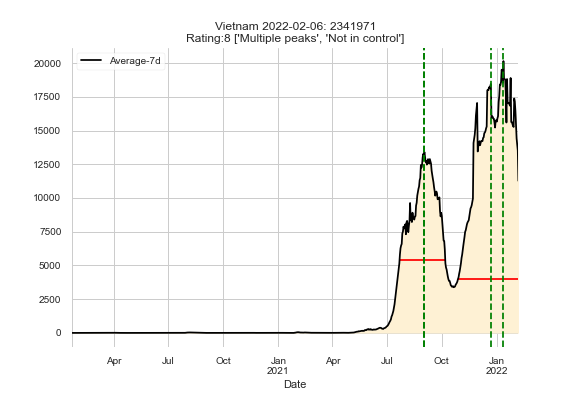 Vietnam 2022-02-06: 2341971
Rating:8 ['Multiple peaks', 'Not in control']
Average-7d
20000
17500
15000
12500
10000
7500
5000
2500
0
Apr Jul Oct Jan Apr Jul Oct Jan
2021 2022
Date